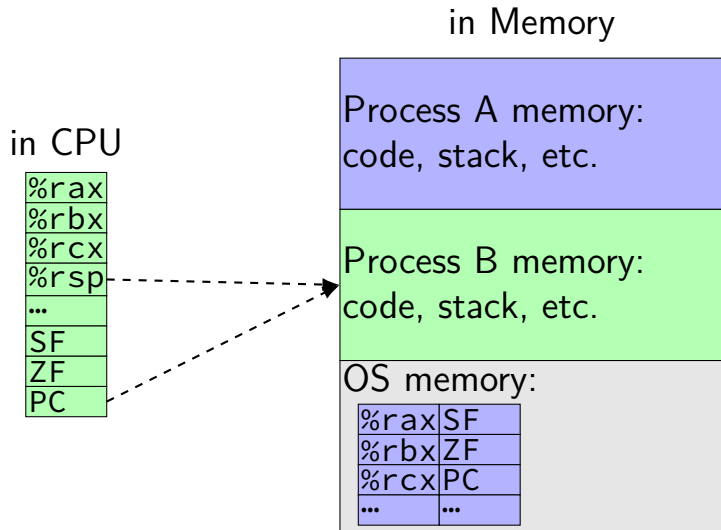 in Memory
Process A memory:
code, stack, etc.
in CPU
%rax
%rbx
%rcx
%rsp
…
SF
ZF
PC
Process B memory:
code, stack, etc.
OS memory:
%rax SF
%rbx ZF
%rcx PC
… …